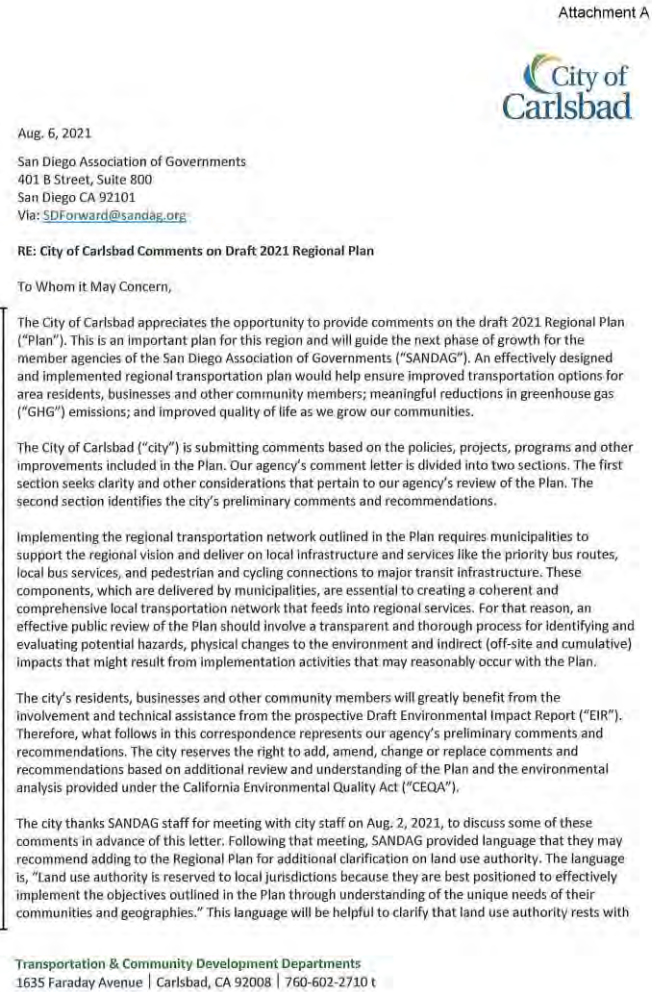 Attachment A
City of
Carlsbad
Aug. 6, 2021
San Diego Association of Governments
401 B Street, Suite 800
San Diego CA 92101
Via: SDForward@sandag.org
RE: City of Carlsbad Comments on Draft 2021 Regional Plan
To Whom it May Concern,
The City of Carlsbad appreciates the opportunity to provide comments on the draft 2021 Regional Plan
("Plan"). This is an important plan for this region and will guide the next phase of growth for the
member agencies of the San Diego Association of Governments ("SANDAG"). An effectively designed
and implemented regional transportation plan would help ensure improved transportation options for
area residents, businesses and other community members; meaningful reductions in greenhouse gas
("GHG") emissions; and improved quality of life as we grow our communities.
The City of Carlsbad ("city") is submitting comments based on the policies, projects, programs and other
improvements included in the Plan. Our agency's comment letter is divided into two sections. The first
section seeks clarity and other considerations that pertain to our agency's review of the Plan. The
second section identifies the city's preliminary comments and recommendations.
Implementing the regional transportation network outlined in the Plan requires municipalities to
support the regional vision and deliver on local infrastructure and services like the priority bus routes,
local bus services, and pedestrian and cycling connections to major transit infrastructure. These
components, which are delivered by municipalities, are essential to creating a coherent and
comprehensive local transportation network that feeds into regional services. For that reason, an
effective public review of the Plan should involve a transparent and thorough process for identifying and
evaluating potential hazards, physical changes to the environment and indirect (off-site and cumulative)
impacts that might result from implementation activities that may reasonably occur with the Plan.
The city's residents, businesses and other community members will greatly benefit from the
involvement and technical assistance from the prospective Draft Environmental Impact Report ("EIR").
Therefore, what follows in this correspondence represents our agency's preliminary comments and
recommendations. The city reserves the right to add, amend, change or replace comments and
recommendations based on additional review and understanding of the Plan and the environmental
analysis provided under the California Environmental Quality Act ("CEQA").
The city thanks SANDAG staff for meeting with city staff on Aug. 2, 2021, to discuss some of these
comments in advance of this letter. Following that meeting, SANDAG provided language that they may
recommend adding to the Regional Plan for additional clarification on land use authority. The language
is, "Land use authority is reserved to local jurisdictions because they are best positioned to effectively
implement the objectives outlined in the Plan through understanding of the unique needs of their
communities and geographies." This language will be helpful to clarify that land use authority rests with
Transportation & Community Development Departments
1635 Faraday Avenue | Carlsbad, CA 92008 | 760-602-2710 t